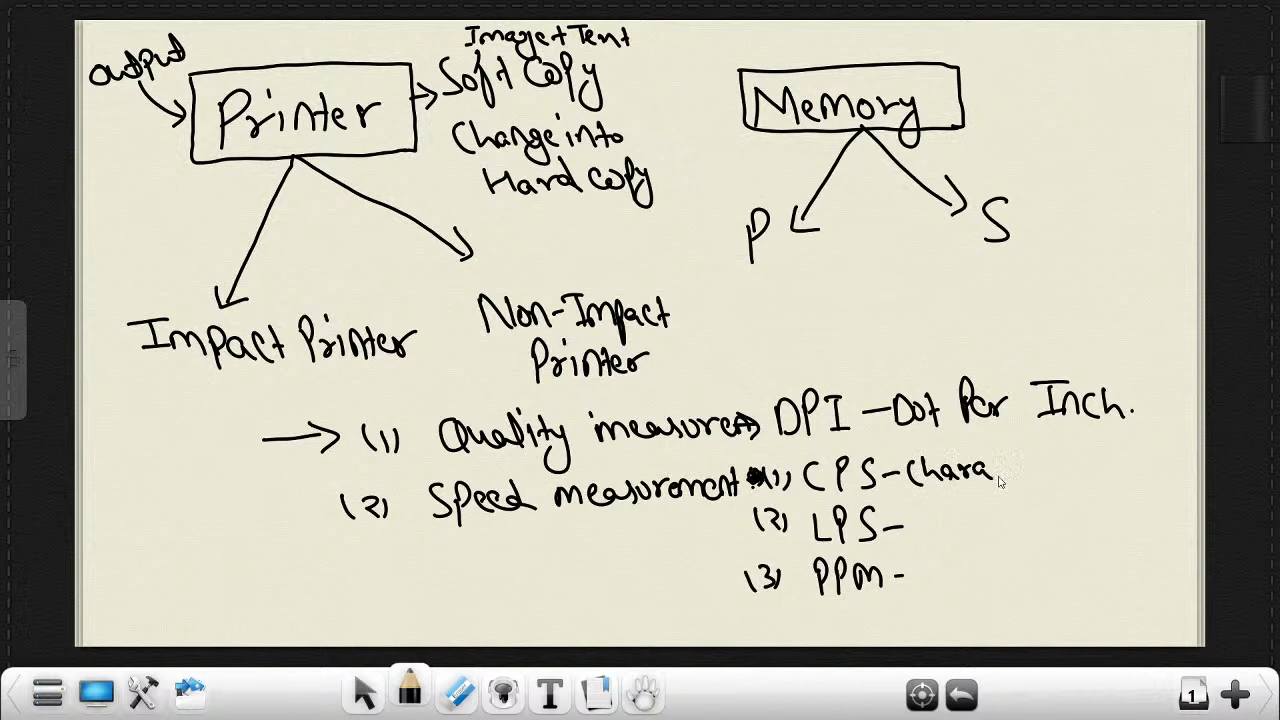 output
Printer
Image+Text
Soft Copy
Change into
Hard copy
Memory
P
S
Impact Printer
Non-Impact
Printer
(1) Quality measure DPI - Dot Per Inch.
(2) Speed measurement (1) CPS - Chara
(2) LPS -
(3) PPM -
T
1